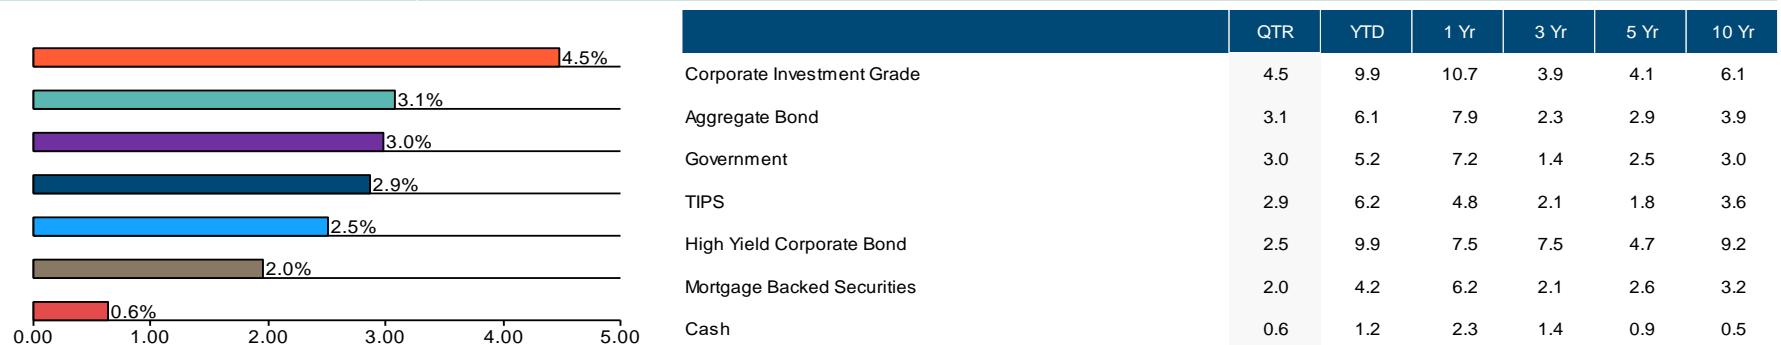 QTR YTD 1 Yr 3 Yr 5 Yr 10 Yr
4.5% Corporate Investment Grade 4.5 9.9 10.7 3.9 4.1 6.1
3.1% Aggregate Bond 3.1 6.1 7.9 2.3 2.9 3.9
3.0% Government 3.0 5.2 7.2 1.4 2.5 3.0
2.9% TIPS 2.9 6.2 4.8 2.1 1.8 3.6
2.5% High Yield Corporate Bond 2.5 9.9 7.5 7.5 4.7 9.2
2.0% Mortgage Backed Securities 2.0 4.2 6.2 2.1 2.6 3.2
0.6% Cash 0.6 1.2 2.3 1.4 0.9 0.5
0.00 1.00 2.00 3.00 4.00 5.00